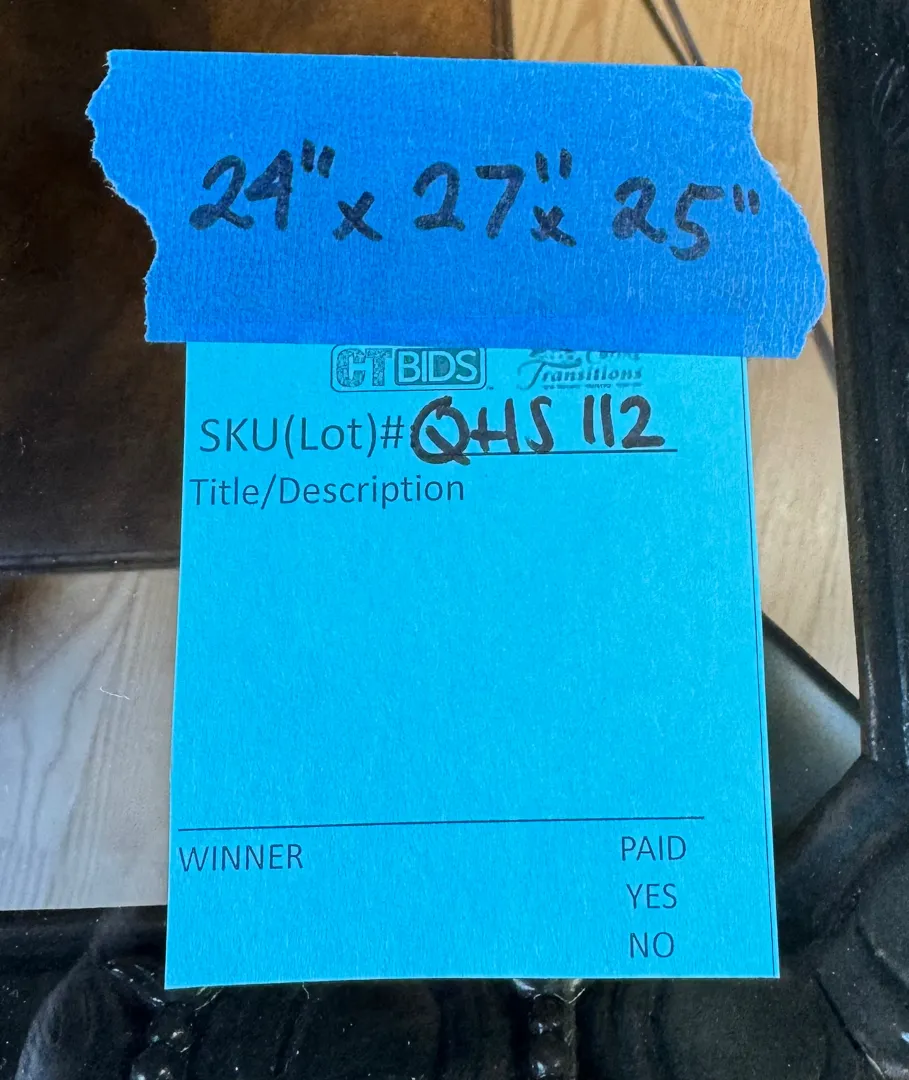 24" x 27" x 25"
CTBIDS
Transitions
SKU(Lot)# QHS 112
Title/Description
WINNER
PAID
YES
NO